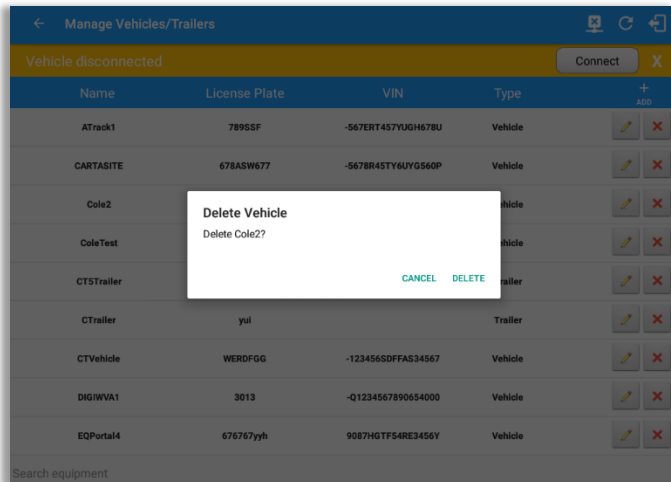 Manage Vehicles/Trailers
Vehicle disconnected Connect X
Name License Plate VIN Type + ADD
ATrack1 789SSF -567ERT457YUGH678U Vehicle
CARTASITE 678ASW677 -5678R45TY6UYG560P Vehicle
Cole2 hicle
Delete Vehicle
Delete Cole2?
ColeTest hicle
CT5Trailer railer
CANCEL DELETE
CTrailer yui Trailer
CTVehicle WERDFGG -123456SDFFAS34567 Vehicle
DIGIWVA1 3013 -Q1234567890654000 Vehicle
EQPortal4 676767yyh 9087HGTF54RE3456Y Vehicle
Search equipment